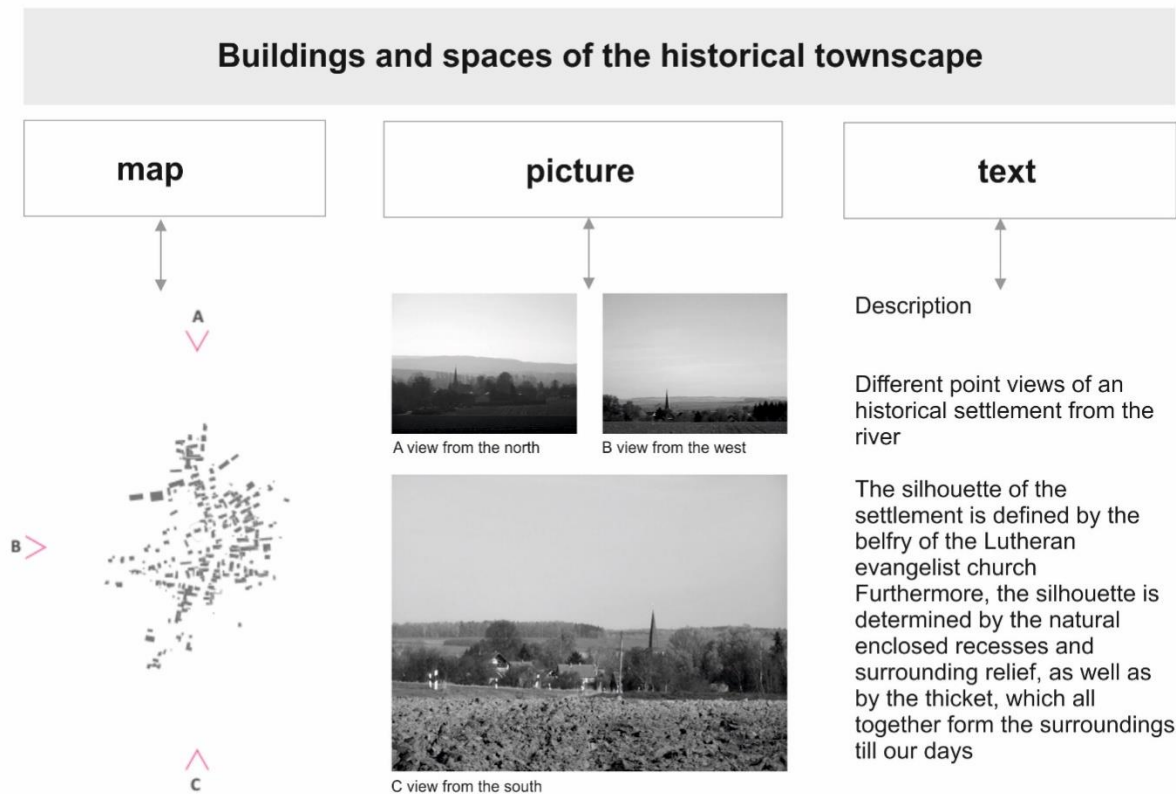 Buildings and spaces of the historical townscape
map
picture
text
A
B
C
A view from the north
B view from the west
C view from the south
Description
Different point views of an
historical settlement from the
river
The silhouette of the
settlement is defined by the
belfry of the Lutheran
evangelist church
Furthermore, the silhouette is
determined by the natural
enclosed recesses and
surrounding relief, as well as
by the thicket, which all
together form the surroundings
till our days